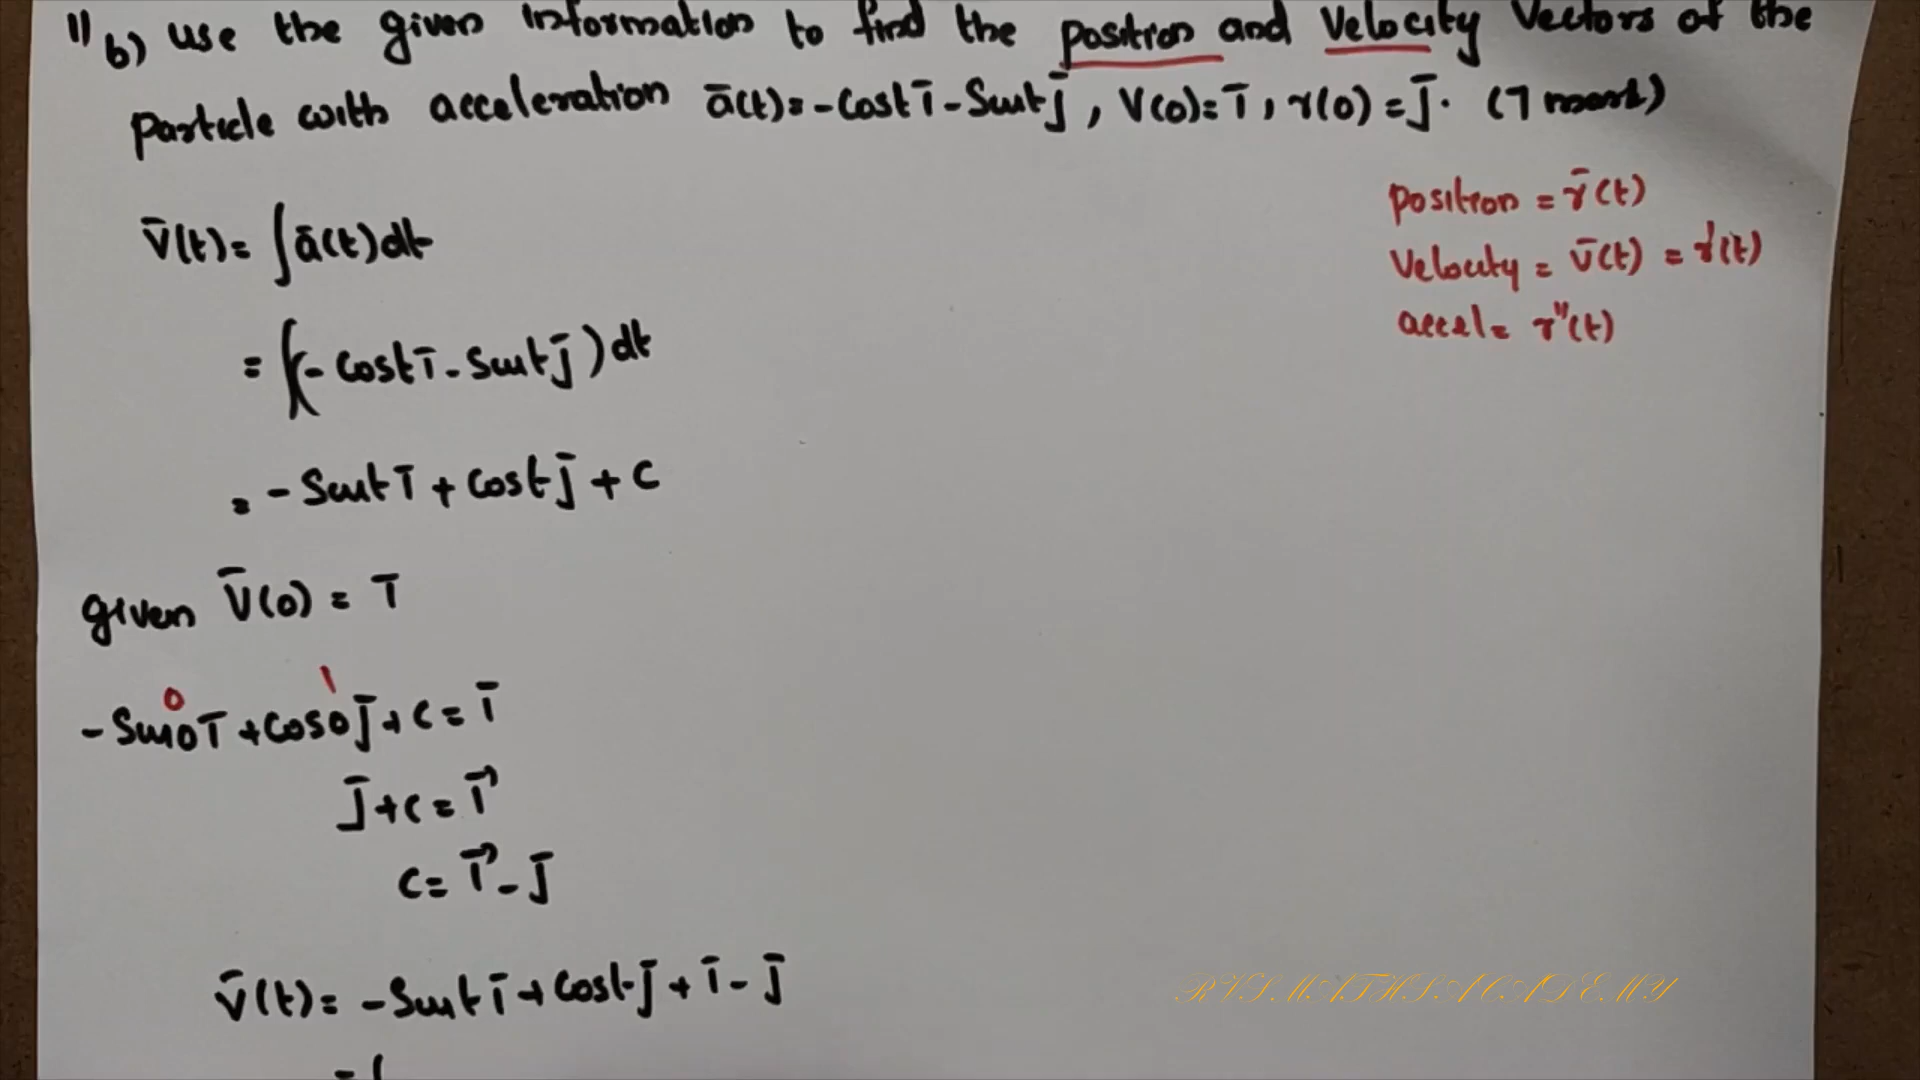 11 b) use the given information to find the position and Velocity Vectors of the
particle with acceleration ā(t) = - Cost ī - Sint j̄, V(0) = ī, r(0) = j̄. (7 marks)
position = r̄(t)
Velocity = v̄(t) = r'(t)
accel = r"(t)
v̄(t) = ∫ā(t)dt
= ∫(- Cost ī - Sint j̄)dt
= - Sint ī + Cost j̄ + C
given v̄(0) = ī
0 1
- Sin0 ī + Cos0 j̄ + C = ī
j̄ + C = i⃗
C = i⃗ - j̄
v̄(t) = - Sint ī + Cost j̄ + ī - j̄
= (
RVSMATHSACADEMY